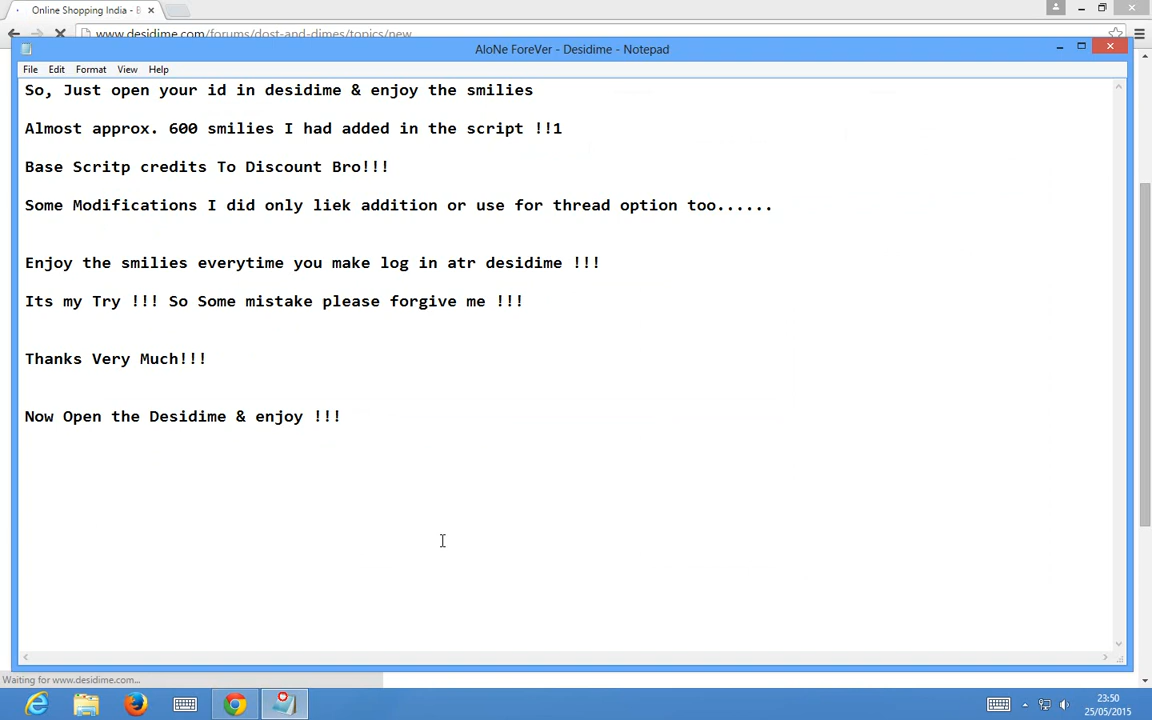 Online Shopping India - B
www.desidime.com/forums/dost-and-dimes/topics/new
AloNe ForeVer - Desidime - Notepad
File Edit Format View Help
So, Just open your id in desidime & enjoy the smilies
Almost approx. 600 smilies I had added in the script !!1
Base Scritp credits To Discount Bro!!!
Some Modifications I did only liek addition or use for thread option too......
Enjoy the smilies everytime you make log in atr desidime !!!
Its my Try !!! So Some mistake please forgive me !!!
Thanks Very Much!!!
Now Open the Desidime & enjoy !!!
Waiting for www.desidime.com...
23:50
25/05/2015